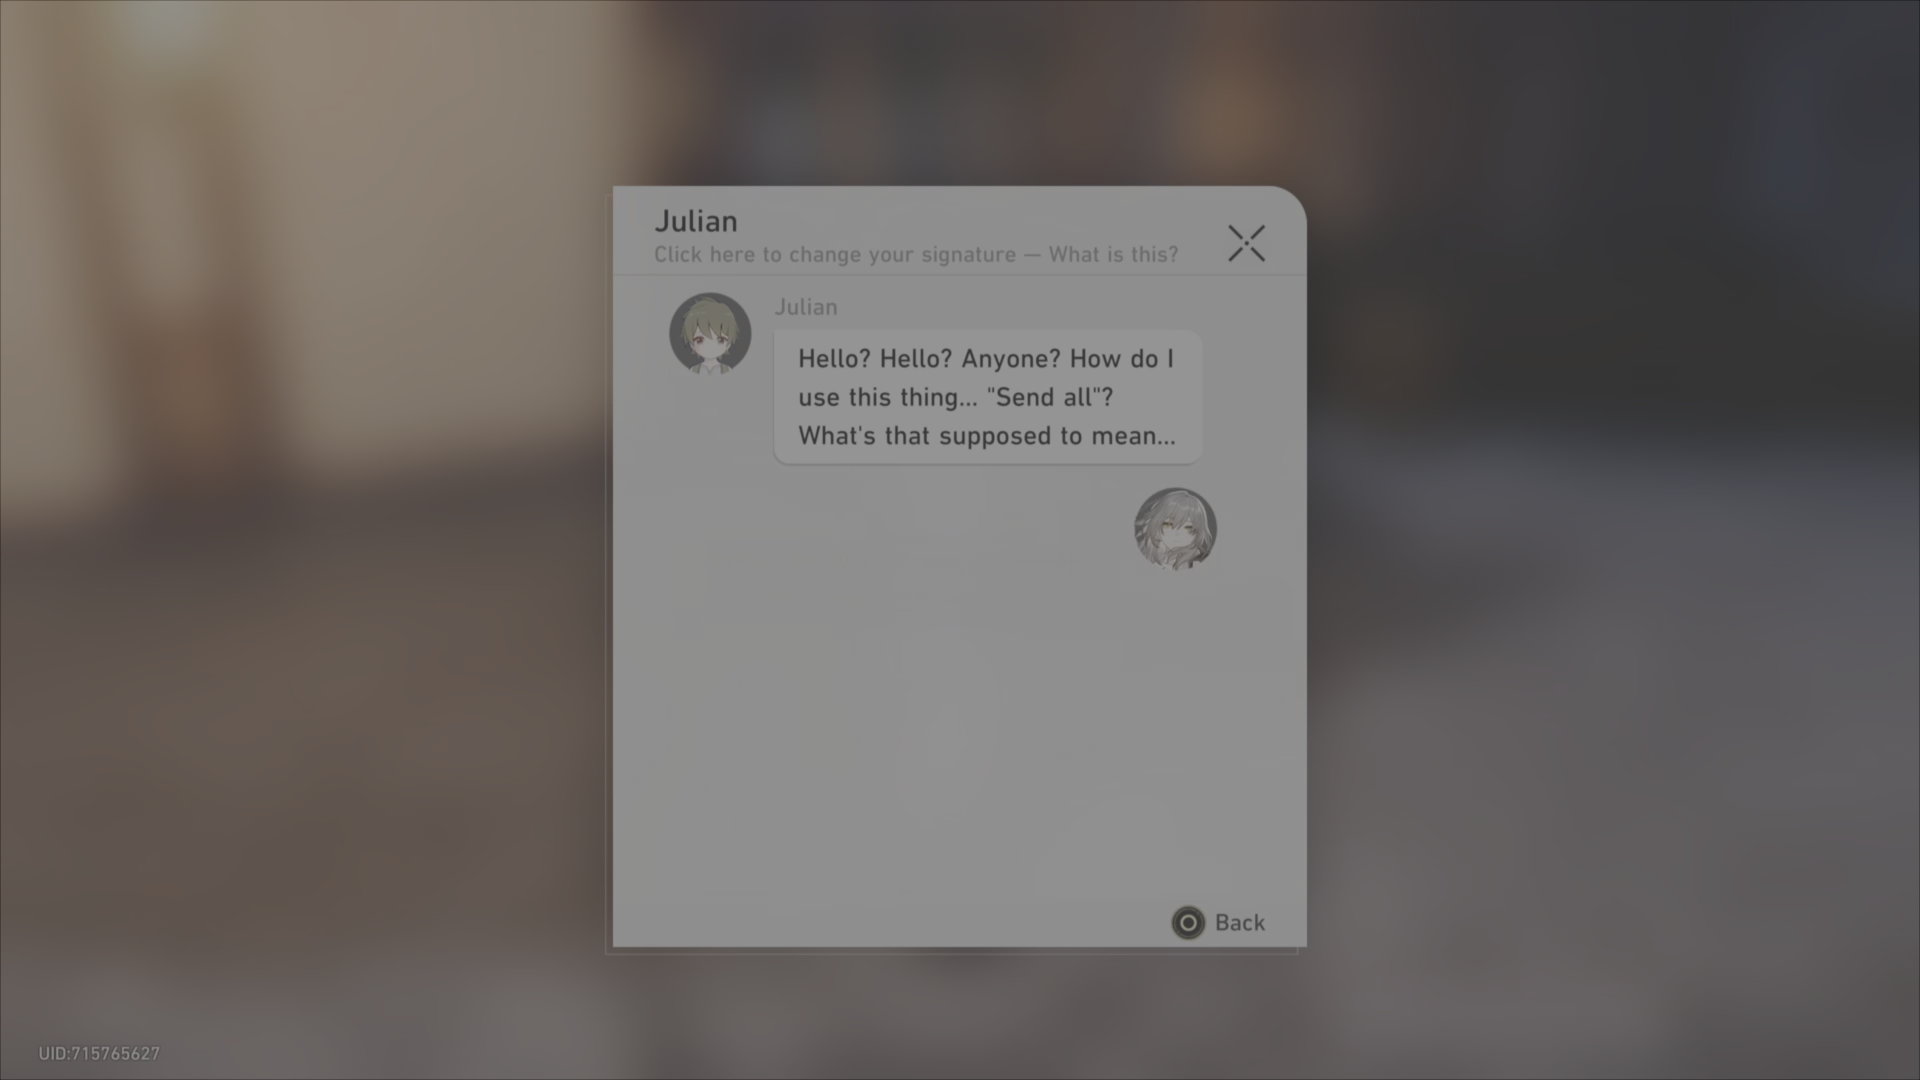 Julian
Click here to change your signature — What is this?
Julian
Hello? Hello? Anyone? How do I
use this thing... "Send all"?
What's that supposed to mean...
Back
UID:715765627